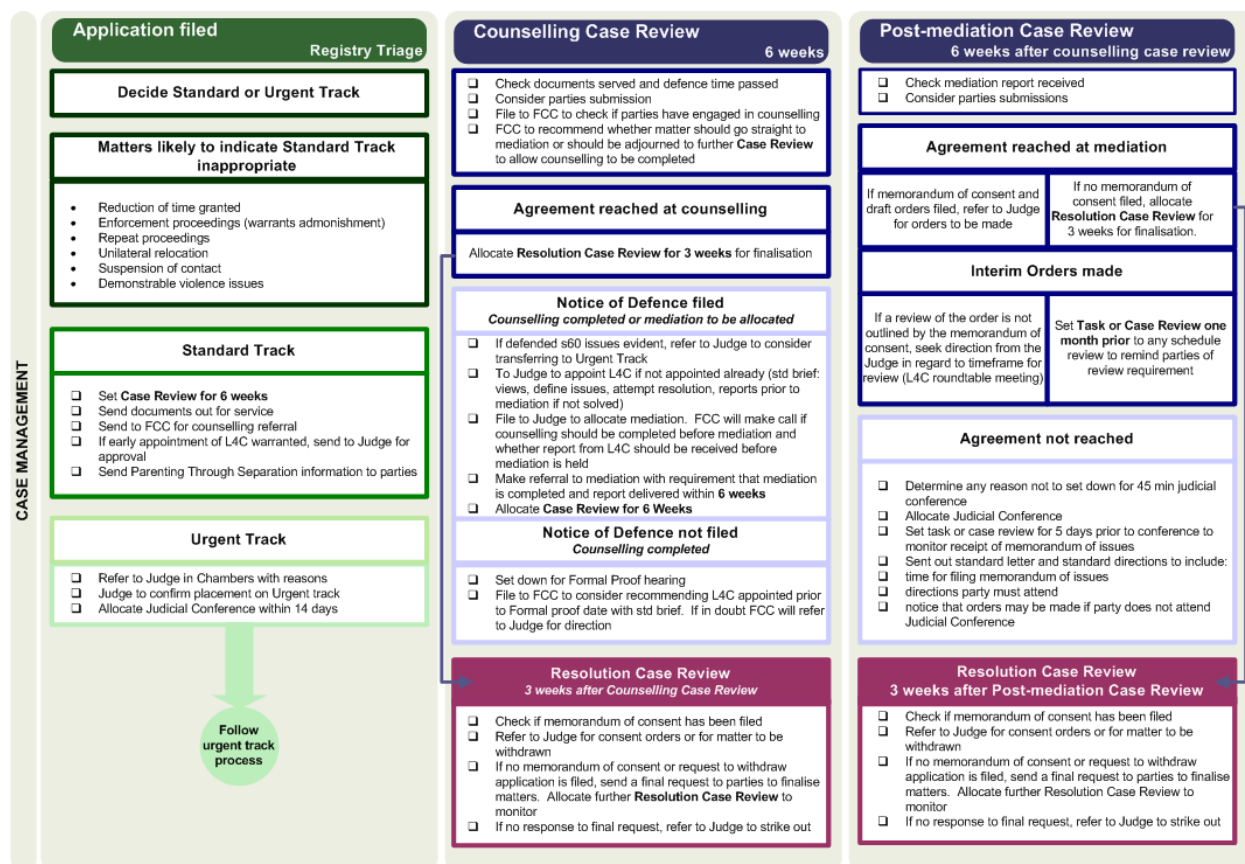 CASE MANAGEMENT
Application filed
Registry Triage
Decide Standard or Urgent Track
Matters likely to indicate Standard Track
inappropriate
• Reduction of time granted
• Enforcement proceedings (warrants admonishment)
• Repeat proceedings
• Unilateral relocation
• Suspension of contact
• Demonstrable violence issues
Standard Track
❑ Set Case Review for 6 weeks
❑ Send documents out for service
❑ Send to FCC for counselling referral
❑ If early appointment of L4C warranted, send to Judge for
approval
❑ Send Parenting Through Separation information to parties
Urgent Track
❑ Refer to Judge in Chambers with reasons
❑ Judge to confirm placement on Urgent track
❑ Allocate Judicial Conference within 14 days
Follow
urgent track
process
Counselling Case Review
6 weeks
❑ Check documents served and defence time passed
❑ Consider parties submission
❑ File to FCC to check if parties have engaged in counselling
❑ FCC to recommend whether matter should go straight to
mediation or should be adjourned to further Case Review
to allow counselling to be completed
Agreement reached at counselling
Allocate Resolution Case Review for 3 weeks for finalisation
Notice of Defence filed
Counselling completed or mediation to be allocated
❑ If defended s60 issues evident, refer to Judge to consider
transferring to Urgent Track
❑ To Judge to appoint L4C if not appointed already (std brief:
views, define issues, attempt resolution, reports prior to
mediation if not solved)
❑ File to Judge to allocate mediation. FCC will make call if
counselling should be completed before mediation and
whether report from L4C should be received before
mediation is held
❑ Make referral to mediation with requirement that mediation
is completed and report delivered within 6 weeks
❑ Allocate Case Review for 6 Weeks
Notice of Defence not filed
Counselling completed
❑ Set down for Formal Proof hearing
❑ File to FCC to consider recommending L4C appointed prior
to Formal proof date with std brief. If in doubt FCC will refer
to Judge for direction
Resolution Case Review
3 weeks after Counselling Case Review
❑ Check if memorandum of consent has been filed
❑ Refer to Judge for consent orders or for matter to be
withdrawn
❑ If no memorandum of consent or request to withdraw
application is filed, send a final request to parties to finalise
matters. Allocate further Resolution Case Review to
monitor
❑ If no response to final request, refer to Judge to strike out
Post-mediation Case Review
6 weeks after counselling case review
❑ Check mediation report received
❑ Consider parties submissions
Agreement reached at mediation
If memorandum of consent and
draft orders filed, refer to Judge
for orders to be made
If no memorandum of
consent filed, allocate
Resolution Case Review for
3 weeks for finalisation.
Interim Orders made
If a review of the order is not
outlined by the memorandum of
consent, seek direction from the
Judge in regard to timeframe for
review (L4C roundtable meeting)
Set Task or Case Review one
month prior to any schedule
review to remind parties of
review requirement
Agreement not reached
❑ Determine any reason not to set down for 45 min judicial
conference
❑ Allocate Judicial Conference
❑ Set task or case review for 5 days prior to conference to
monitor receipt of memorandum of issues
❑ Sent out standard letter and standard directions to include:
❑ time for filing memorandum of issues
❑ directions party must attend
❑ notice that orders may be made if party does not attend
Judicial Conference
Resolution Case Review
3 weeks after Post-mediation Case Review
❑ Check if memorandum of consent has been filed
❑ Refer to Judge for consent orders or for matter to be
withdrawn
❑ If no memorandum of consent or request to withdraw
application is filed, send a final request to parties to finalise
matters. Allocate further Resolution Case Review to
monitor
❑ If no response to final request, refer to Judge to strike out